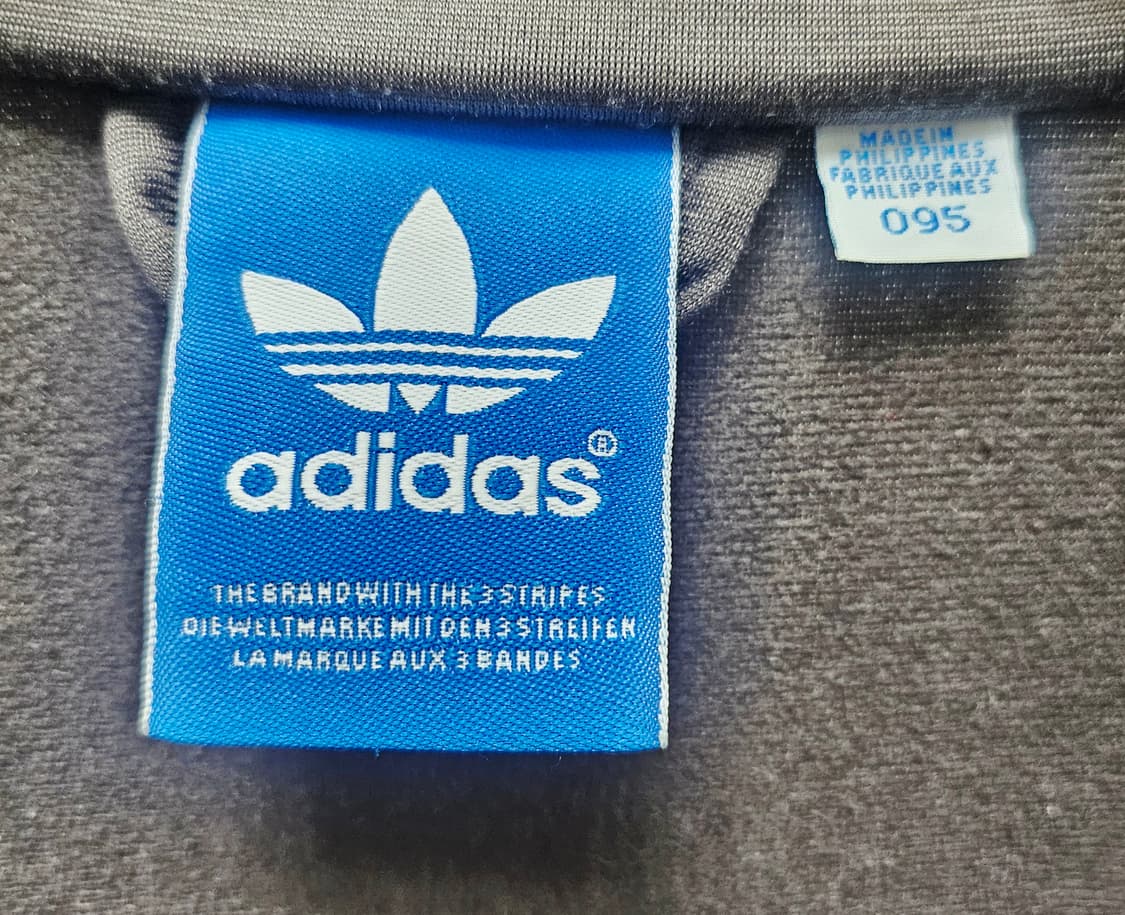 adidas®
THE BRAND WITH THE 3 STRIPES
DIE WELTMARKE MIT DEN 3 STREIFEN
LA MARQUE AUX 3 BANDES
MADE IN
PHILIPPINES
FABRIQUE AUX
PHILIPPINES
095